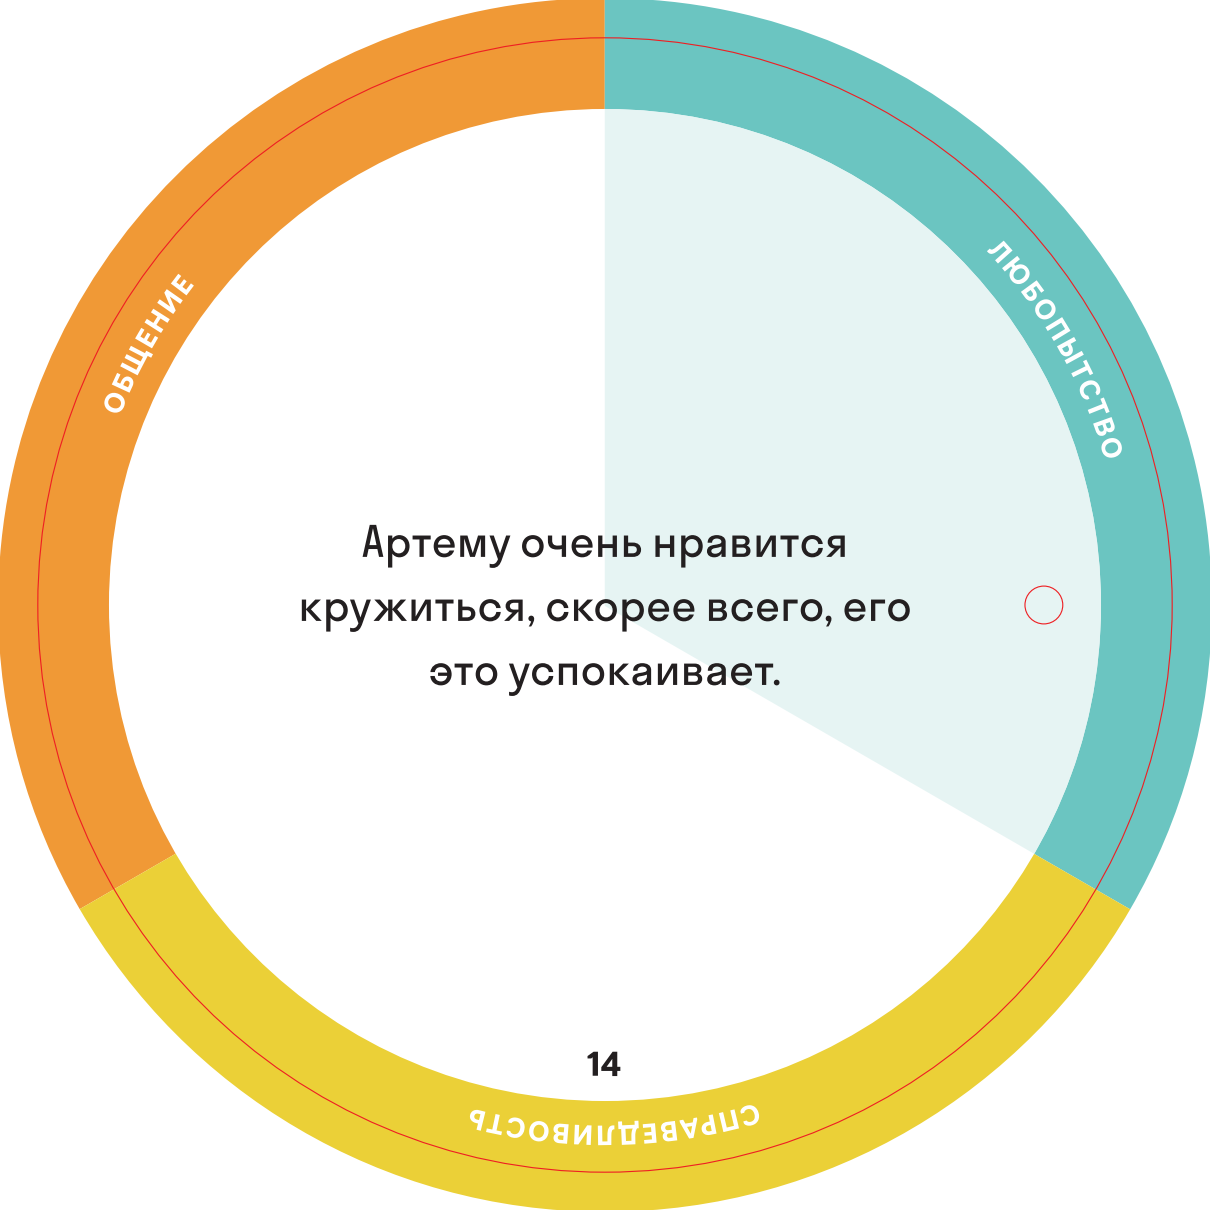 ОБЩЕНИЕ
ЛЮБОПЫТСТВО
Артему очень нравится
кружиться, скорее всего, его
это успокаивает.
14
СПРАВЕДЛИВОСТЬ